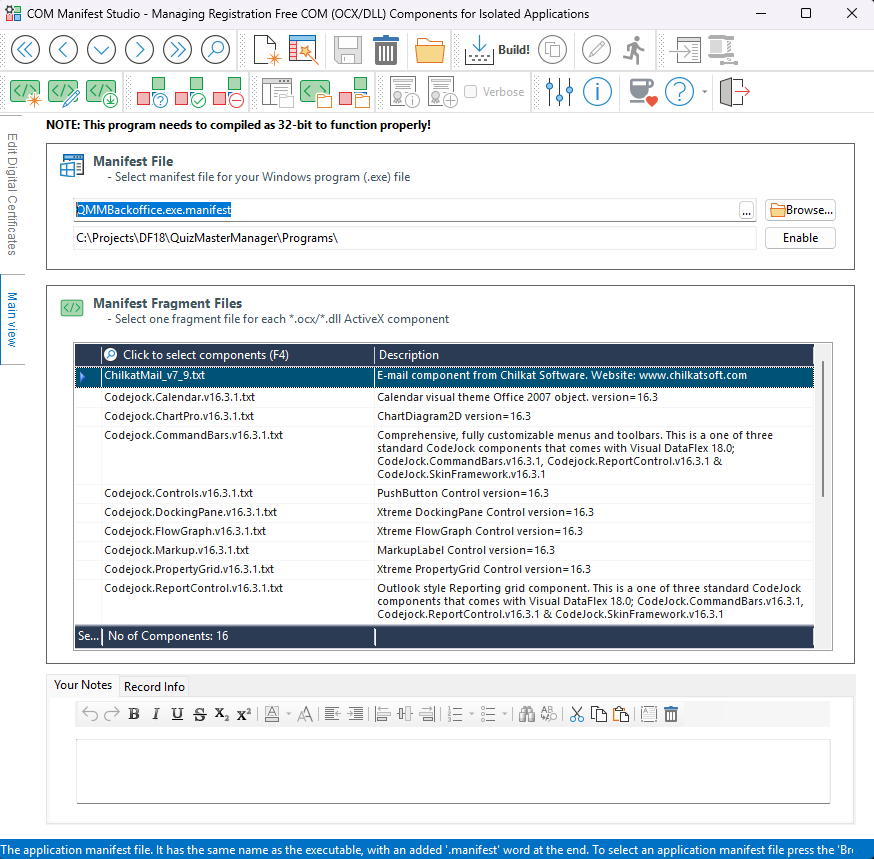 COM Manifest Studio - Managing Registration Free COM (OCX/DLL) Components for Isolated Applications
Build!
Verbose
NOTE: This program needs to compiled as 32-bit to function properly!
Edit Digital Certificates
Main view
Manifest File
- Select manifest file for your Windows program (.exe) file
QMMBackoffice.exe.manifest
...
Browse...
C:\Projects\DF18\QuizMasterManager\Programs\
Enable
Manifest Fragment Files
- Select one fragment file for each *.ocx/*.dll ActiveX component
Click to select components (F4) Description
ChilkatMail_v7_9.txt E-mail component from Chilkat Software. Website: www.chilkatsoft.com
Codejock.Calendar.v16.3.1.txt Calendar visual theme Office 2007 object. version=16.3
Codejock.ChartPro.v16.3.1.txt ChartDiagram2D version=16.3
Codejock.CommandBars.v16.3.1.txt Comprehensive, fully customizable menus and toolbars. This is a one of three
standard CodeJock components that comes with Visual DataFlex 18.0;
CodeJock.CommandBars.v16.3.1, Codejock.ReportControl.v16.3.1 &
CodeJock.SkinFramework.v16.3.1
Codejock.Controls.v16.3.1.txt PushButton Control version=16.3
Codejock.DockingPane.v16.3.1.txt Xtreme DockingPane Control version=16.3
Codejock.FlowGraph.v16.3.1.txt Xtreme FlowGraph Control version=16.3
Codejock.Markup.v16.3.1.txt MarkupLabel Control version=16.3
Codejock.PropertyGrid.v16.3.1.txt Xtreme PropertyGrid Control version=16.3
Codejock.ReportControl.v16.3.1.txt Outlook style Reporting grid component. This is a one of three standard CodeJock
components that comes with Visual DataFlex 18.0; CodeJock.CommandBars.v16.3.1,
Codejock.ReportControl.v16.3.1 & CodeJock.SkinFramework.v16.3.1
Se... No of Components: 16
Your Notes Record Info
B I U S X2 X2
The application manifest file. It has the same name as the executable, with an added '.manifest' word at the end. To select an application manifest file press the 'Bro